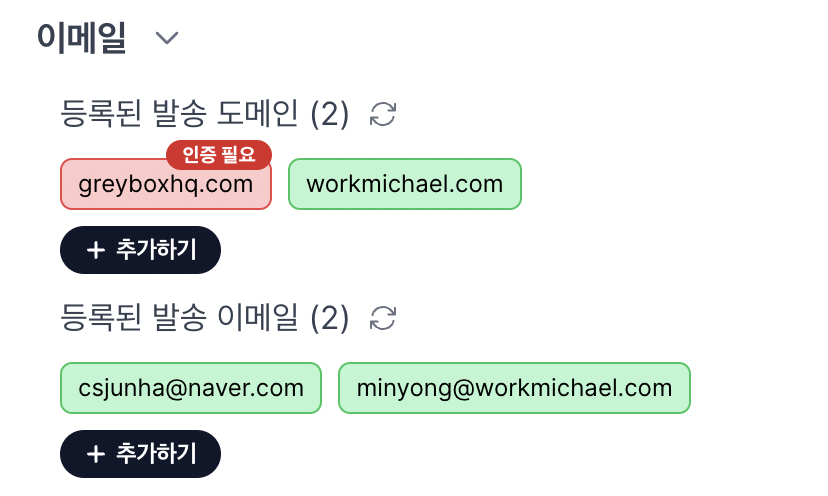 이메일
등록된 발송 도메인 (2)
인증 필요
greyboxhq.com workmichael.com
+ 추가하기
등록된 발송 이메일 (2)
csjunha@naver.com minyong@workmichael.com
+ 추가하기